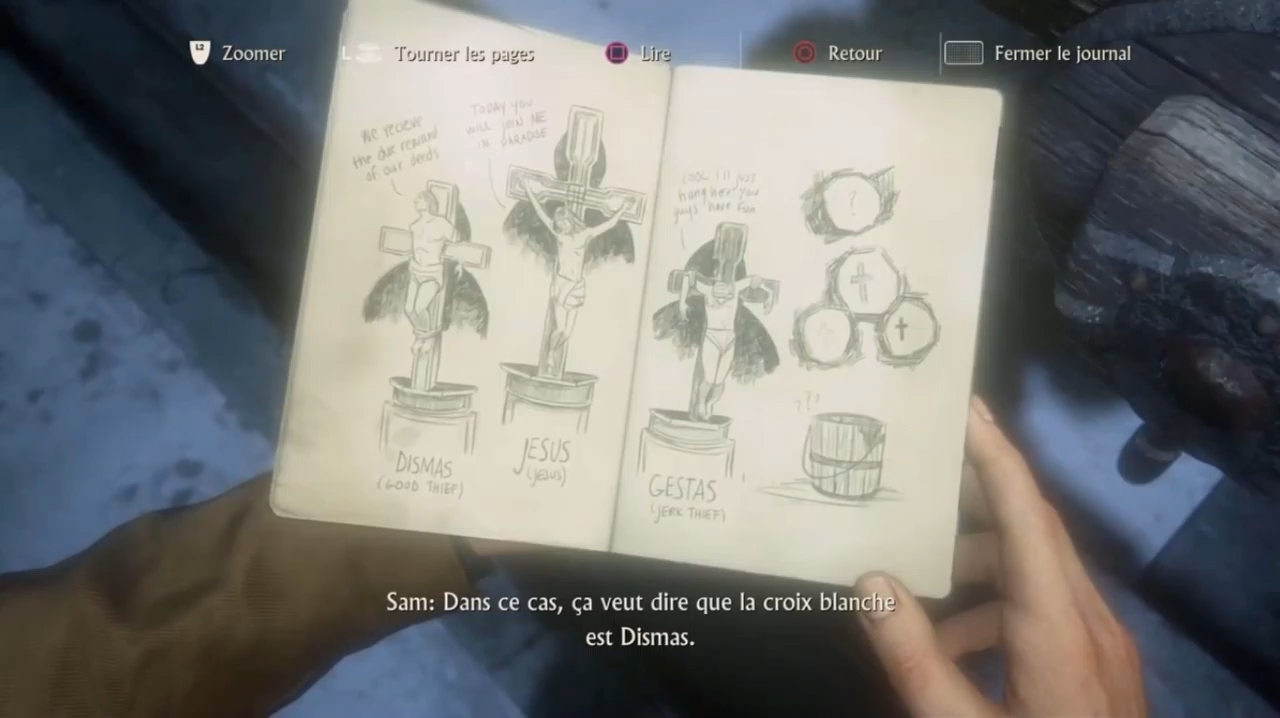 L2 Zoomer L Tourner les pages Lire Retour Fermer le journal
We recieve
the due reward
of our deeds
TODAY YOU
WILL JOIN ME
IN PARADISE
COOL I'll just
hang here you
guys have fun
?
???
DISMAS
(GOOD THIEF)
JESUS
(JESUS)
GESTAS
(JERK THIEF)
Sam: Dans ce cas, ça veut dire que la croix blanche
est Dismas.